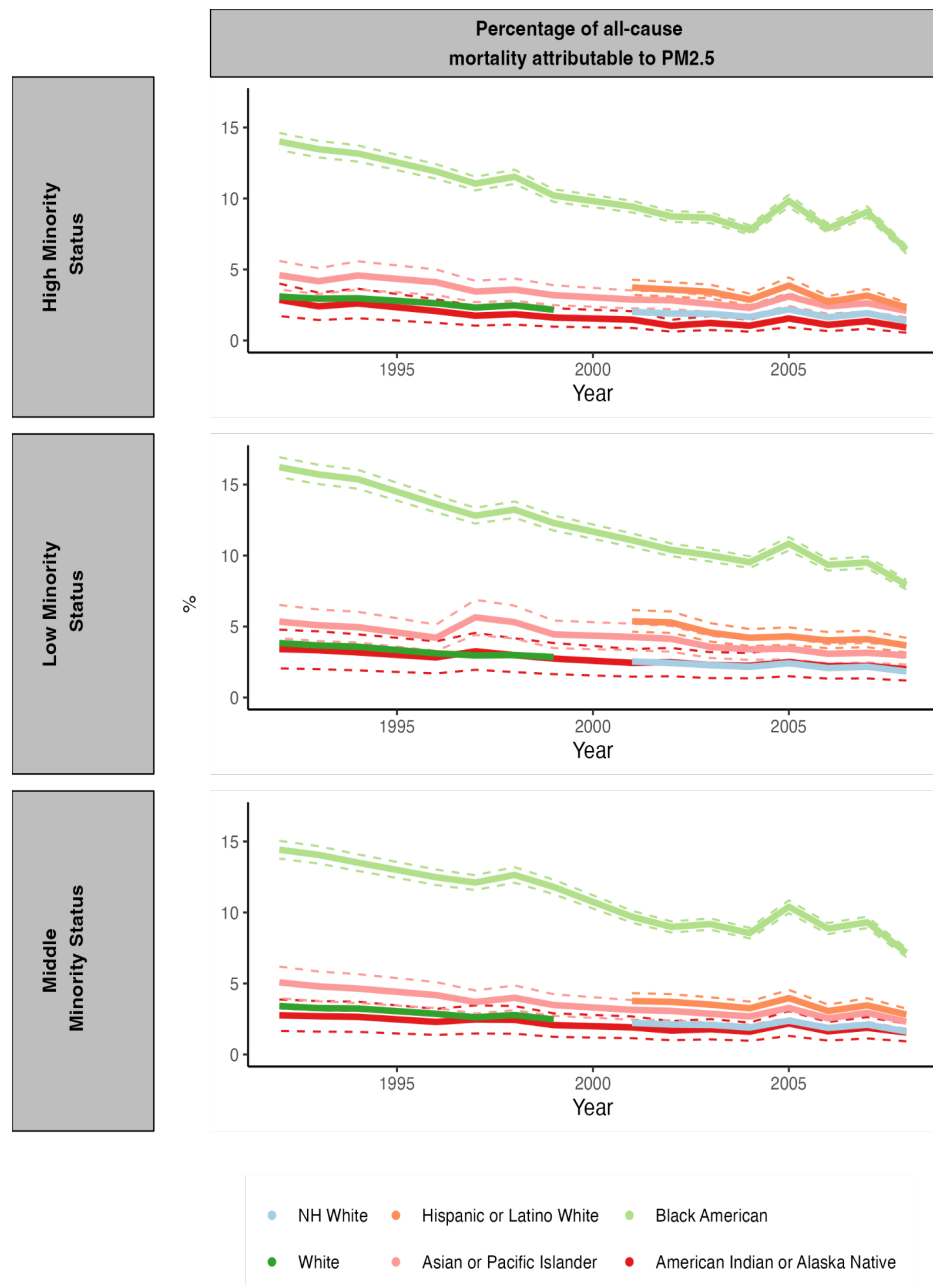 Percentage of all-cause
mortality attributable to PM2.5
High Minority
Status
15
10
5
0
1995
2000
2005
Year
Low Minority
Status
%
15
10
5
0
1995
2000
2005
Year
Middle
Minority Status
15
10
5
0
1995
2000
2005
Year
NH White
Hispanic or Latino White
Black American
White
Asian or Pacific Islander
American Indian or Alaska Native